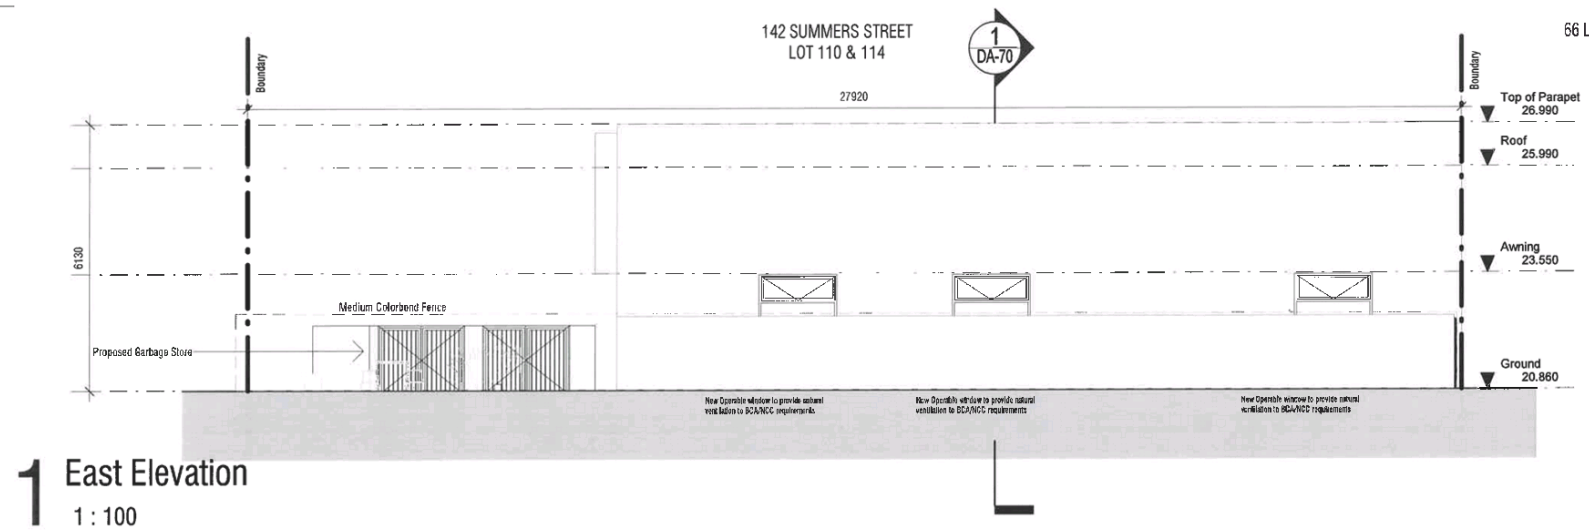 142 SUMMERS STREET
LOT 110 & 114
1
DA-70
66 L
Boundary
Boundary
27920
Top of Parapet
26.990
Roof
25.990
6130
Awning
23.550
Medium Colorbond Fence
Proposed Garbage Store
Ground
20.860
New Operable window to provide natural
ventilation to BCA/NCC requirements
New Operable window to provide natural
ventilation to BCA/NCC requirements
New Operable window to provide natural
ventilation to BCA/NCC requirements
1 East Elevation
1 : 100